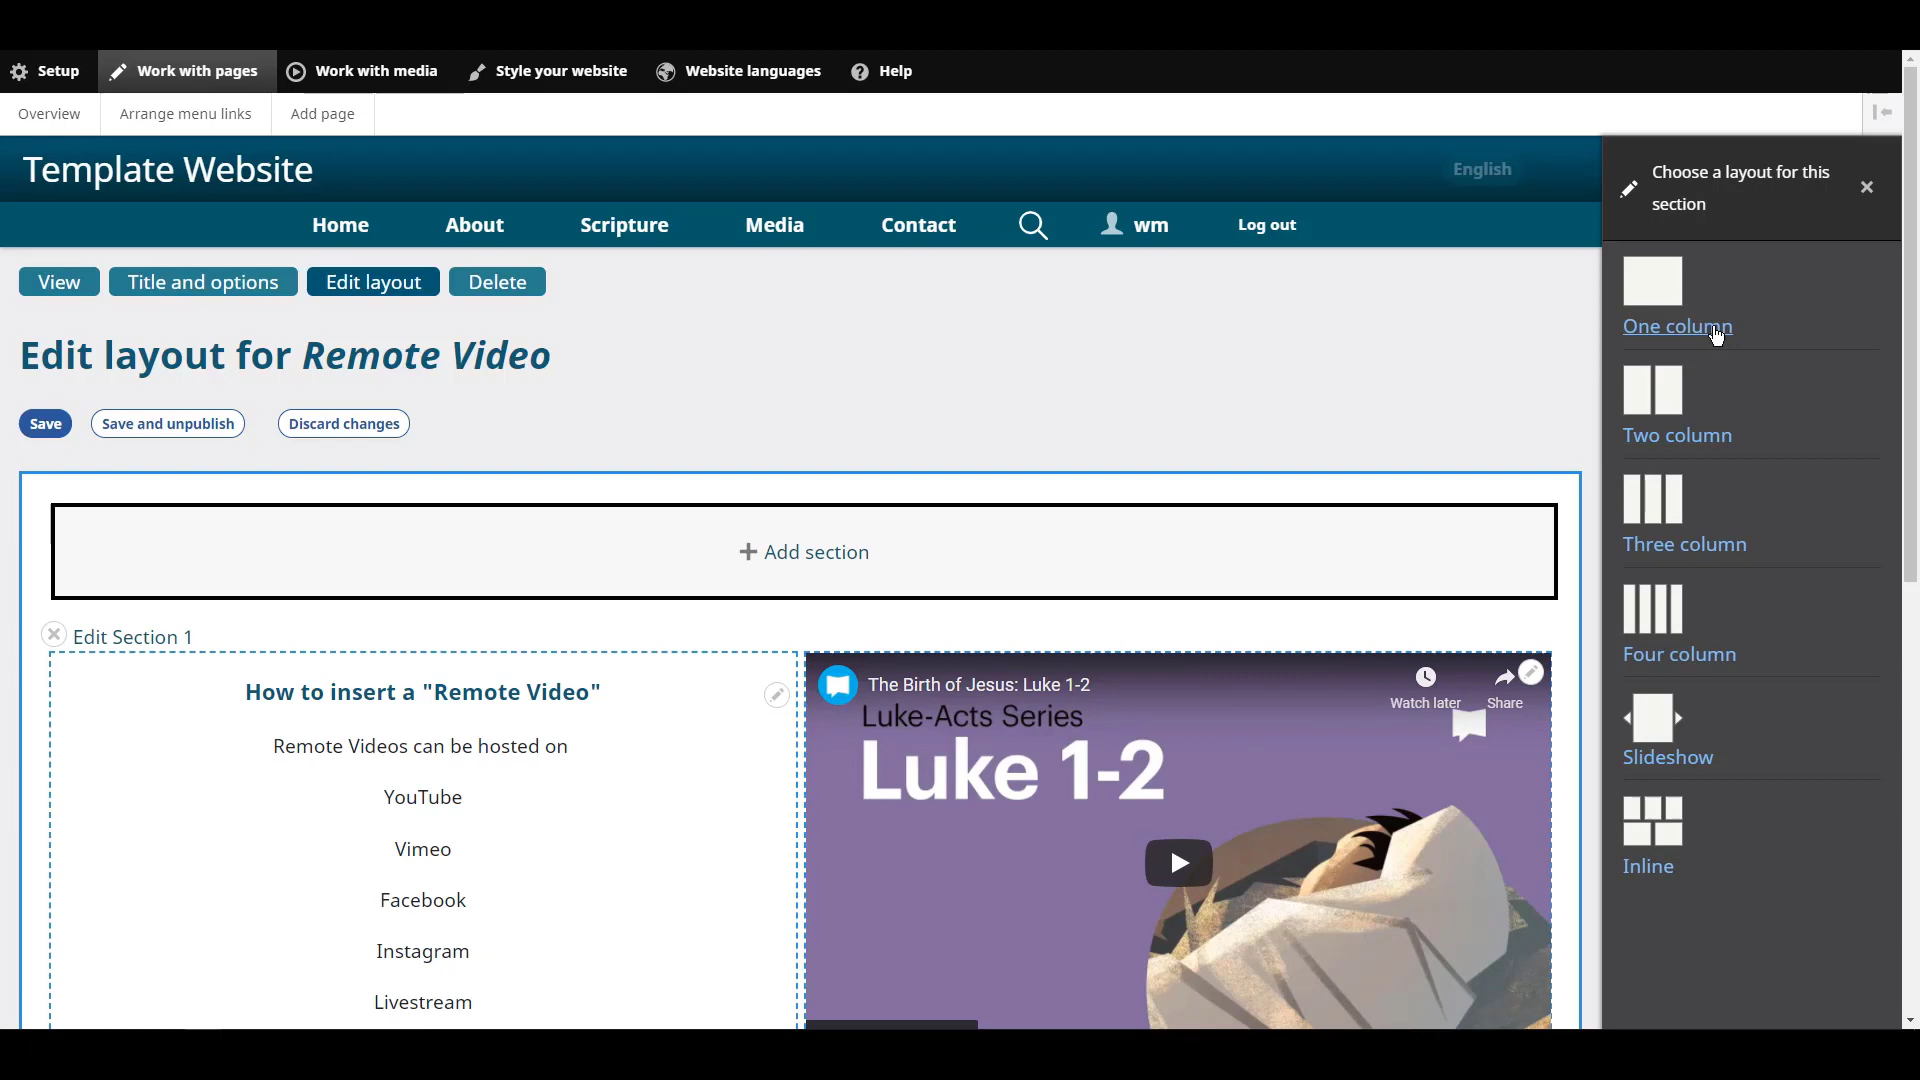 Setup
Work with pages
Work with media
Style your website
Website languages
Help
Overview
Arrange menu links
Add page
Template Website
English
Home
About
Scripture
Media
Contact
wm
Log out
View
Title and options
Edit layout
Delete
Edit layout for Remote Video
Save
Save and unpublish
Discard changes
Add section
Edit Section 1
How to insert a "Remote Video"
Remote Videos can be hosted on
YouTube
Vimeo
Facebook
Instagram
Livestream
The Birth of Jesus: Luke 1-2
Watch later
Share
Luke-Acts Series
Luke 1-2
Choose a layout for this
section
One column
Two column
Three column
Four column
Slideshow
Inline